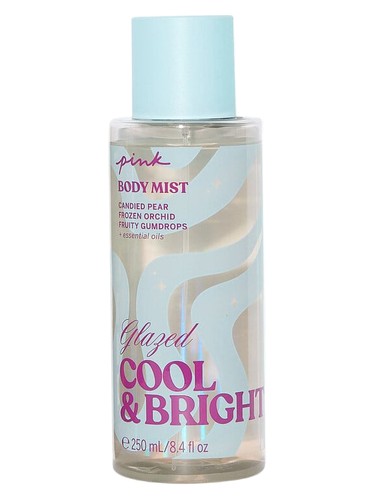 pink
BODY MIST
CANDIED PEAR
FROZEN ORCHID
FRUITY GUMDROPS
+ essential oils
Glazed
COOL
& BRIGHT
℮ 250 mL/8.4 fl oz